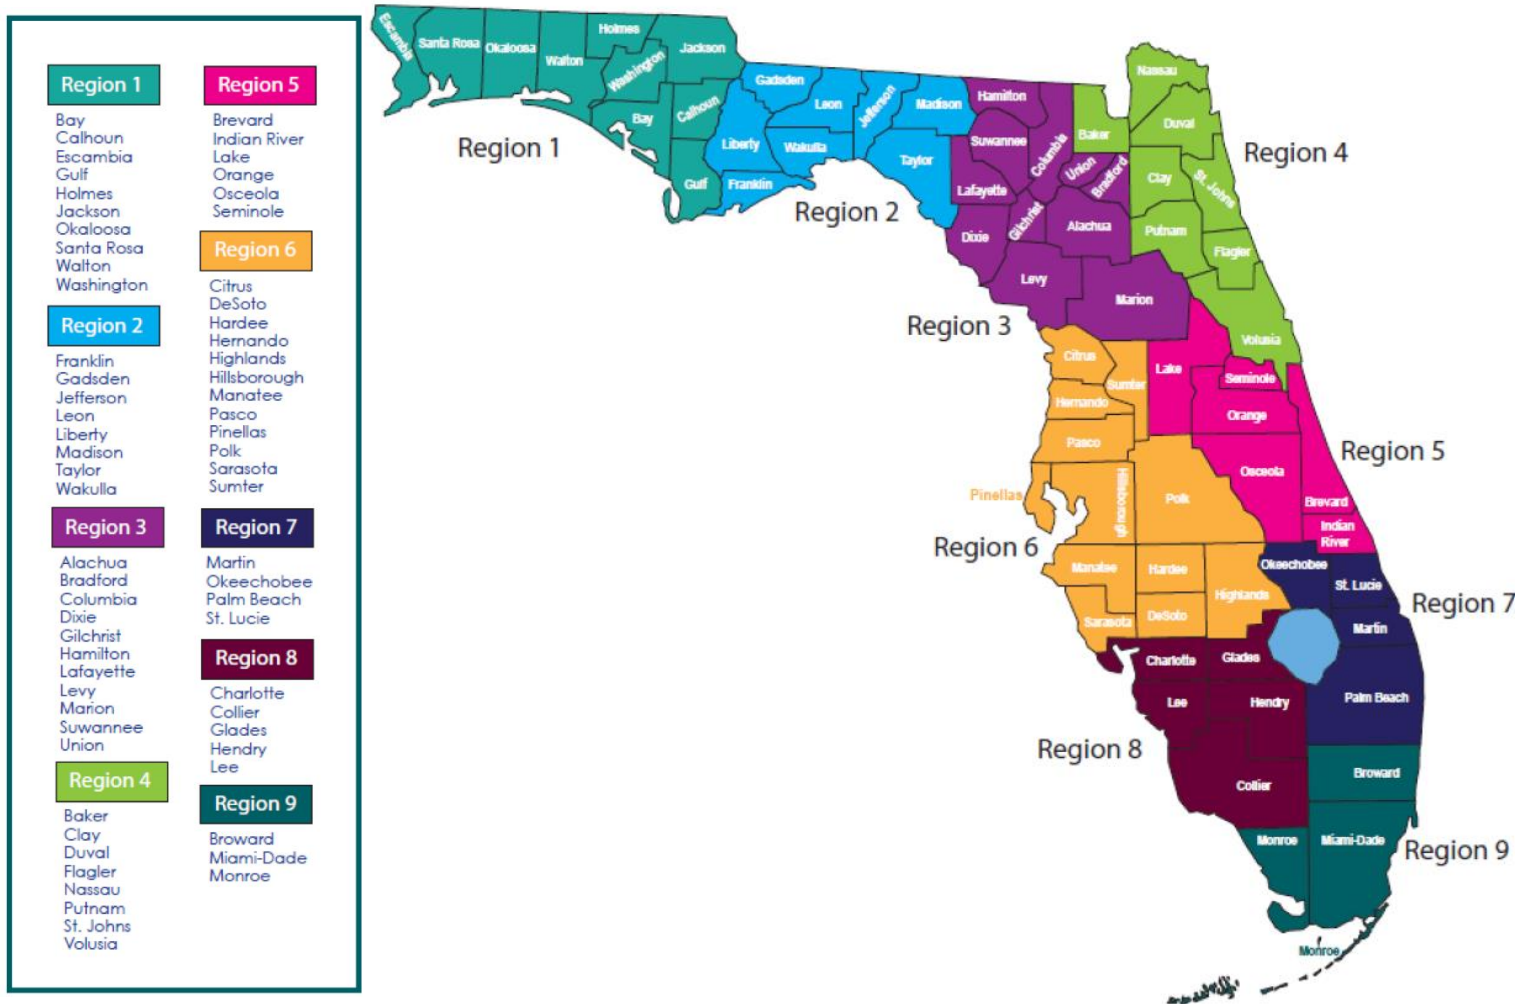 Region 1
Bay
Calhoun
Escambia
Gulf
Holmes
Jackson
Okaloosa
Santa Rosa
Walton
Washington
Region 2
Franklin
Gadsden
Jefferson
Leon
Liberty
Madison
Taylor
Wakulla
Region 3
Alachua
Bradford
Columbia
Dixie
Gilchrist
Hamilton
Lafayette
Levy
Marion
Suwannee
Union
Region 4
Baker
Clay
Duval
Flagler
Nassau
Putnam
St. Johns
Volusia
Region 5
Brevard
Indian River
Lake
Orange
Osceola
Seminole
Region 6
Citrus
DeSoto
Hardee
Hernando
Highlands
Hillsborough
Manatee
Pasco
Pinellas
Polk
Sarasota
Sumter
Region 7
Martin
Okeechobee
Palm Beach
St. Lucie
Region 8
Charlotte
Collier
Glades
Hendry
Lee
Region 9
Broward
Miami-Dade
Monroe
Escambia
Santa Rosa
Okaloosa
Walton
Holmes
Washington
Jackson
Bay
Calhoun
Gulf
Region 1
Gadsden
Leon
Jefferson
Madison
Liberty
Wakulla
Franklin
Taylor
Region 2
Hamilton
Suwannee
Columbia
Lafayette
Union
Bradford
Gilchrist
Dixie
Alachua
Levy
Marion
Region 3
Nassau
Baker
Duval
Clay
St. Johns
Putnam
Flagler
Volusia
Region 4
Lake
Seminole
Orange
Osceola
Brevard
Indian
River
Region 5
Citrus
Sumter
Hernando
Pasco
Pinellas
Hillsborough
Polk
Manatee
Hardee
Highlands
Sarasota
DeSoto
Region 6
Okeechobee
St. Lucie
Martin
Palm Beach
Region 7
Charlotte
Glades
Lee
Hendry
Collier
Region 8
Broward
Monroe
Miami-Dade
Monroe
Region 9